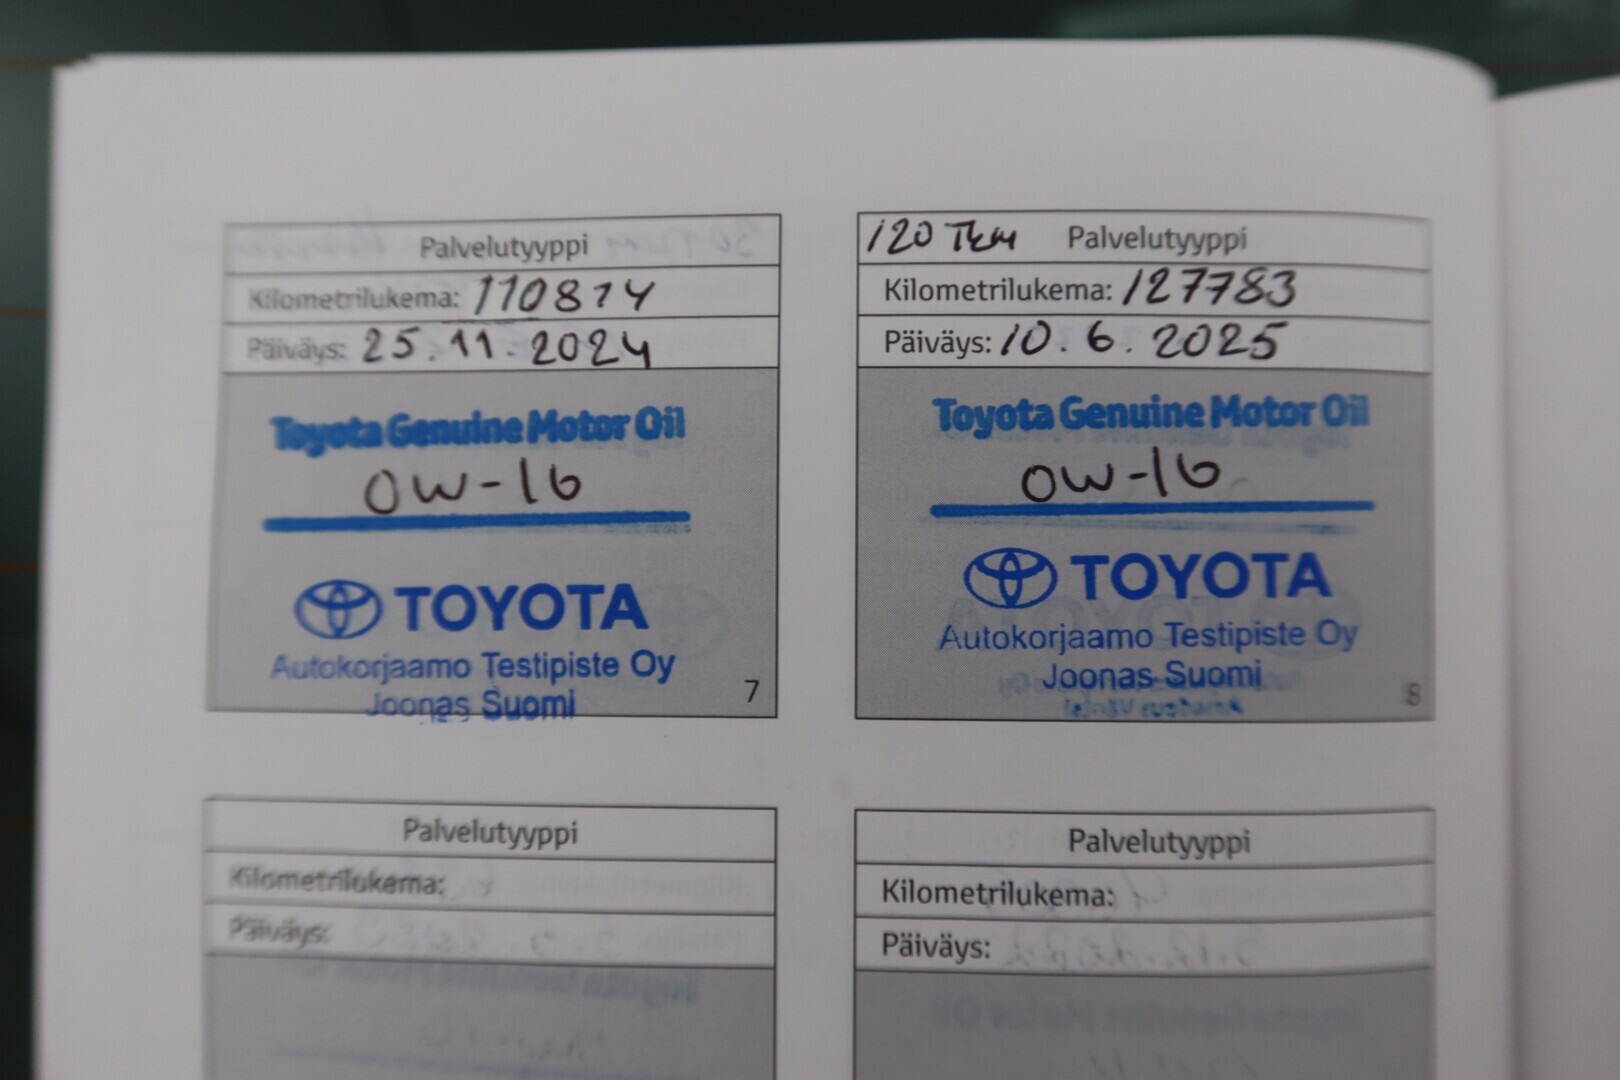 Palvelutyyppi
Kilometrilukema: 110814
Päiväys: 25.11.2024
Toyota Genuine Motor Oil
0W-16
TOYOTA
Autokorjaamo Testipiste Oy
Joonas Suomi
7
120 Tkm Palvelutyyppi
Kilometrilukema: 127783
Päiväys: 10.6.2025
Toyota Genuine Motor Oil
0W-16
TOYOTA
Autokorjaamo Testipiste Oy
Joonas Suomi
8
Palvelutyyppi
Kilometrilukema:
Päiväys:
Palvelutyyppi
Kilometrilukema:
Päiväys: